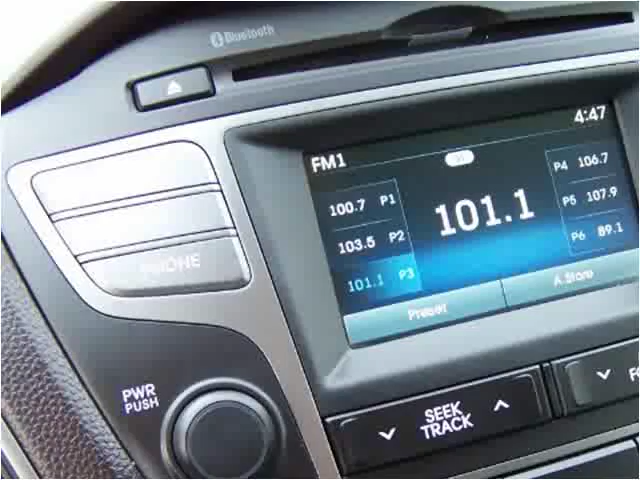 Bluetooth
4:47
FM1
100.7 P1
103.5 P2
101.1 P3
101.1
P4 106.7
P5 107.9
P6 89.1
Preset
A.Store
PHONE
PWR
PUSH
SEEK
TRACK